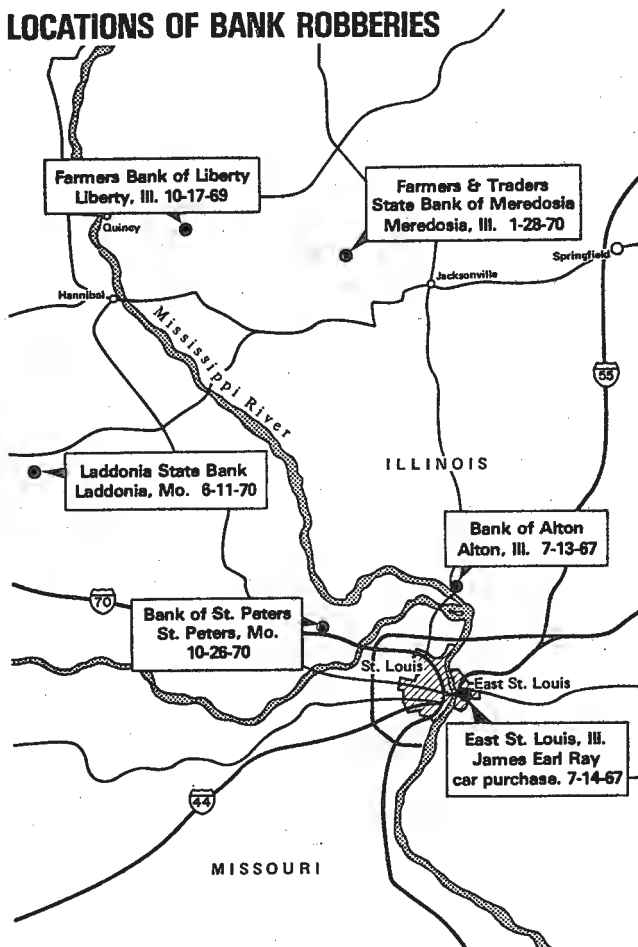 LOCATIONS OF BANK ROBBERIES
Farmers Bank of Liberty
Liberty, Ill. 10-17-69
Farmers & Traders
State Bank of Meredosia
Meredosia, Ill. 1-28-70
Quincy
Springfield
Jacksonville
Hannibal
Mississippi River
55
ILLINOIS
Laddonia State Bank
Laddonia, Mo. 6-11-70
Bank of Alton
Alton, Ill. 7-13-67
70
Bank of St. Peters
St. Peters, Mo.
10-26-70
St. Louis
East St. Louis
East St. Louis, Ill.
James Earl Ray
car purchase. 7-14-67
44
MISSOURI